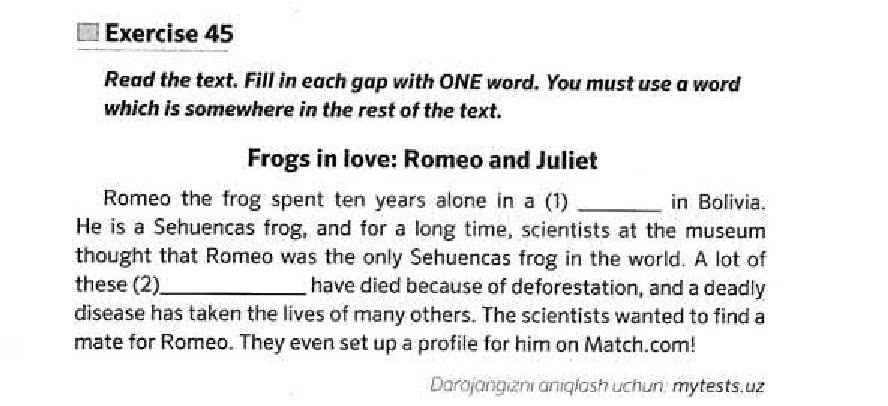 Exercise 45
Read the text. Fill in each gap with ONE word. You must use a word
which is somewhere in the rest of the text.
Frogs in love: Romeo and Juliet
Romeo the frog spent ten years alone in a (1) ________ in Bolivia.
He is a Sehuencas frog, and for a long time, scientists at the museum
thought that Romeo was the only Sehuencas frog in the world. A lot of
these (2)______________ have died because of deforestation, and a deadly
disease has taken the lives of many others. The scientists wanted to find a
mate for Romeo. They even set up a profile for him on Match.com!
Darajangizni aniqlash uchun: mytests.uz